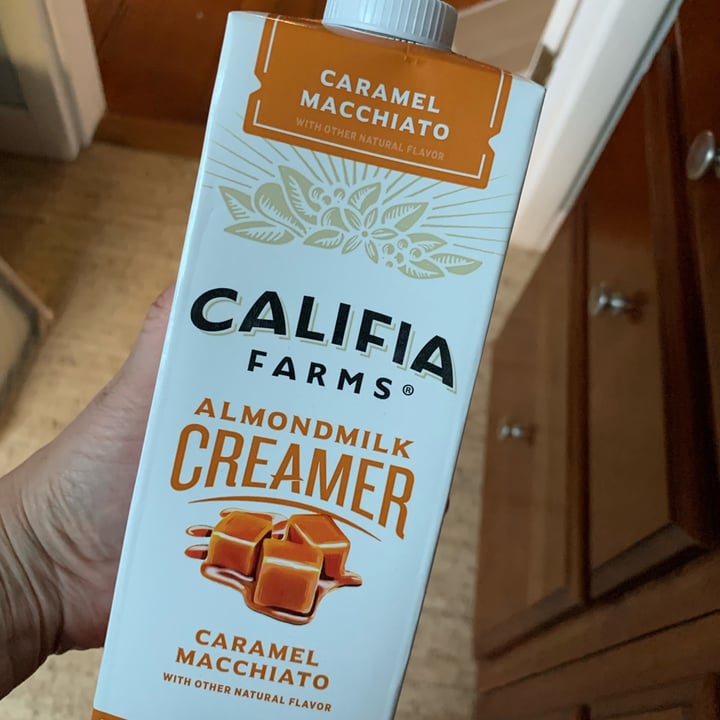 CARAMEL
MACCHIATO
WITH OTHER NATURAL FLAVOR
CALIFIA
FARMS®
ALMONDMILK
CREAMER
CARAMEL
MACCHIATO
WITH OTHER NATURAL FLAVOR